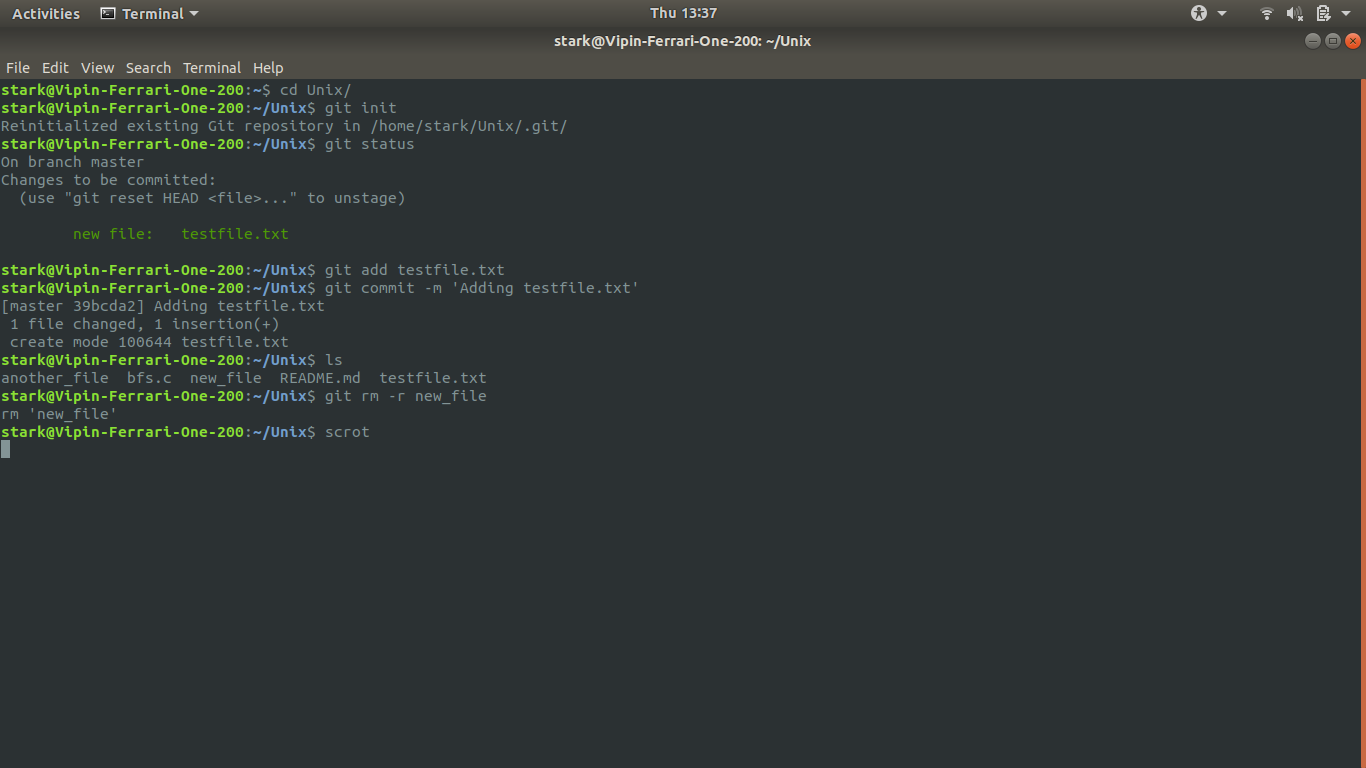 Activities Terminal Thu 13:37
stark@Vipin-Ferrari-One-200: ~/Unix
File Edit View Search Terminal Help
stark@Vipin-Ferrari-One-200:~$ cd Unix/
stark@Vipin-Ferrari-One-200:~/Unix$ git init
Reinitialized existing Git repository in /home/stark/Unix/.git/
stark@Vipin-Ferrari-One-200:~/Unix$ git status
On branch master
Changes to be committed:
  (use "git reset HEAD <file>..." to unstage)
        new file:   testfile.txt
stark@Vipin-Ferrari-One-200:~/Unix$ git add testfile.txt
stark@Vipin-Ferrari-One-200:~/Unix$ git commit -m 'Adding testfile.txt'
[master 39bcda2] Adding testfile.txt
 1 file changed, 1 insertion(+)
 create mode 100644 testfile.txt
stark@Vipin-Ferrari-One-200:~/Unix$ ls
another_file  bfs.c  new_file  README.md  testfile.txt
stark@Vipin-Ferrari-One-200:~/Unix$ git rm -r new_file
rm 'new_file'
stark@Vipin-Ferrari-One-200:~/Unix$ scrot